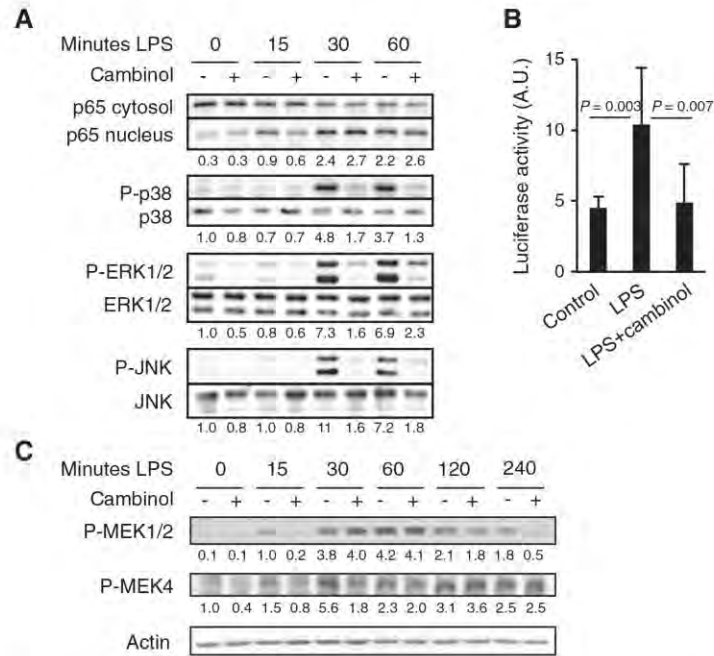 A
Minutes LPS 0 15 30 60
Cambinol - + - + - + - +
p65 cytosol
p65 nucleus
0.3 0.3 0.9 0.6 2.4 2.7 2.2 2.6
P-p38
p38
1.0 0.8 0.7 0.7 4.8 1.7 3.7 1.3
P-ERK1/2
ERK1/2
1.0 0.5 0.8 0.6 7.3 1.6 6.9 2.3
P-JNK
JNK
1.0 0.8 1.0 0.8 11 1.6 7.2 1.8
B
Luciferase activity (A.U.)
15
10
5
0
P = 0.003 P = 0.007
Control
LPS
LPS+cambinol
C
Minutes LPS 0 15 30 60 120 240
Cambinol - + - + - + - + - + - +
P-MEK1/2
0.1 0.1 1.0 0.2 3.8 4.0 4.2 4.1 2.1 1.8 1.8 0.5
P-MEK4
1.0 0.4 1.5 0.8 5.6 1.8 2.3 2.0 3.1 3.6 2.5 2.5
Actin